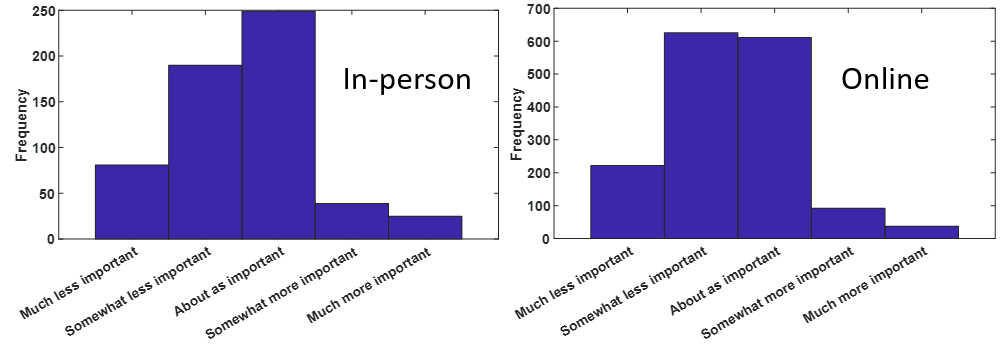 250
200
150
100
50
0
Frequency
In-person
Much less important
Somewhat less important
About as important
Somewhat more important
Much more important
700
600
500
400
300
200
100
0
Frequency
Online
Much less important
Somewhat less important
About as important
Somewhat more important
Much more important